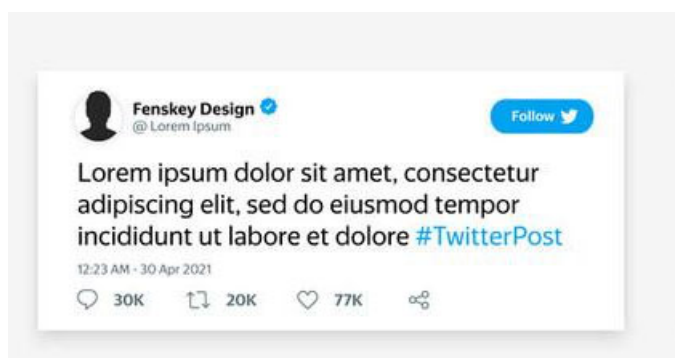 Fenskey Design
@ Lorem Ipsum
Follow
Lorem ipsum dolor sit amet, consectetur
adipiscing elit, sed do eiusmod tempor
incididunt ut labore et dolore #TwitterPost
12:23 AM - 30 Apr 2021
30K 20K 77K